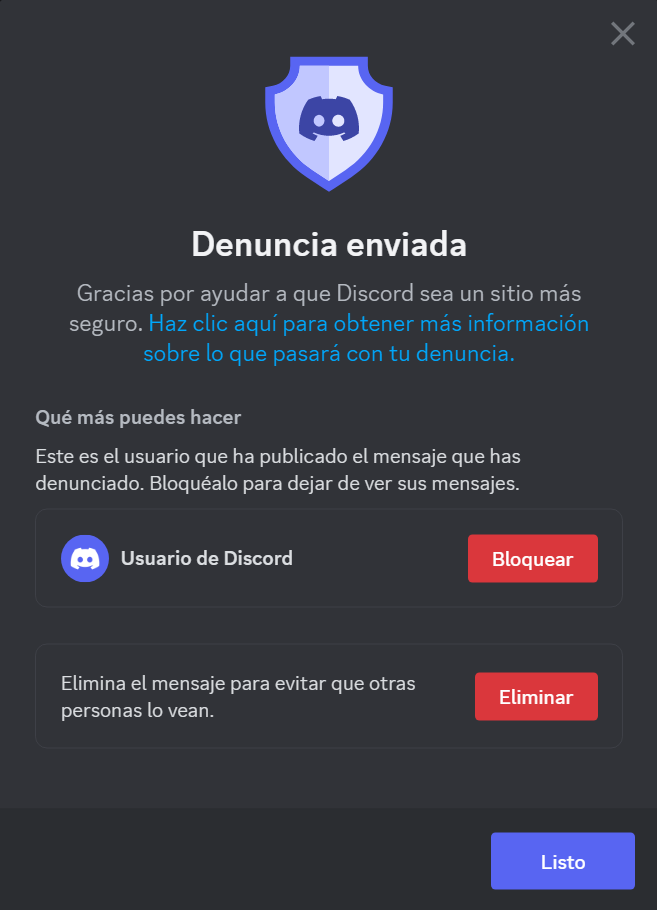 Denuncia enviada
Gracias por ayudar a que Discord sea un sitio más
seguro. Haz clic aquí para obtener más información
sobre lo que pasará con tu denuncia.
Qué más puedes hacer
Este es el usuario que ha publicado el mensaje que has
denunciado. Bloquéalo para dejar de ver sus mensajes.
Usuario de Discord
Bloquear
Elimina el mensaje para evitar que otras
personas lo vean.
Eliminar
Listo